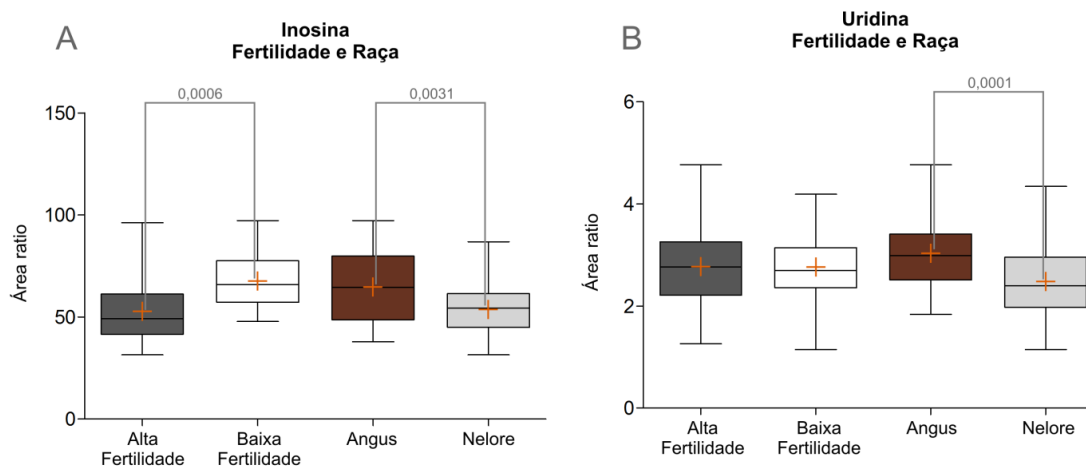 A
Inosina
Fertilidade e Raça
0,0006
0,0031
150
100
50
0
Área ratio
Alta
Fertilidade
Baixa
Fertilidade
Angus
Nelore
B
Uridina
Fertilidade e Raça
0,0001
6
4
2
0
Área ratio
Alta
Fertilidade
Baixa
Fertilidade
Angus
Nelore